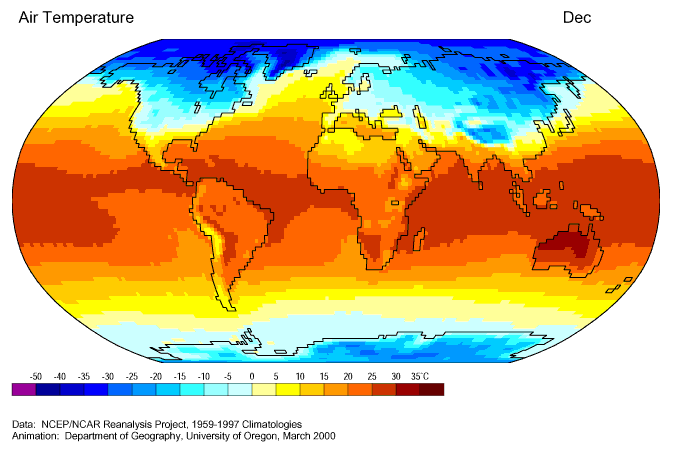 Air Temperature
Dec
-50 -40 -35 -30 -25 -20 -15 -10 -5 0 5 10 15 20 25 30 35°C
Data: NCEP/NCAR Reanalysis Project, 1959-1997 Climatologies
Animation: Department of Geography, University of Oregon, March 2000